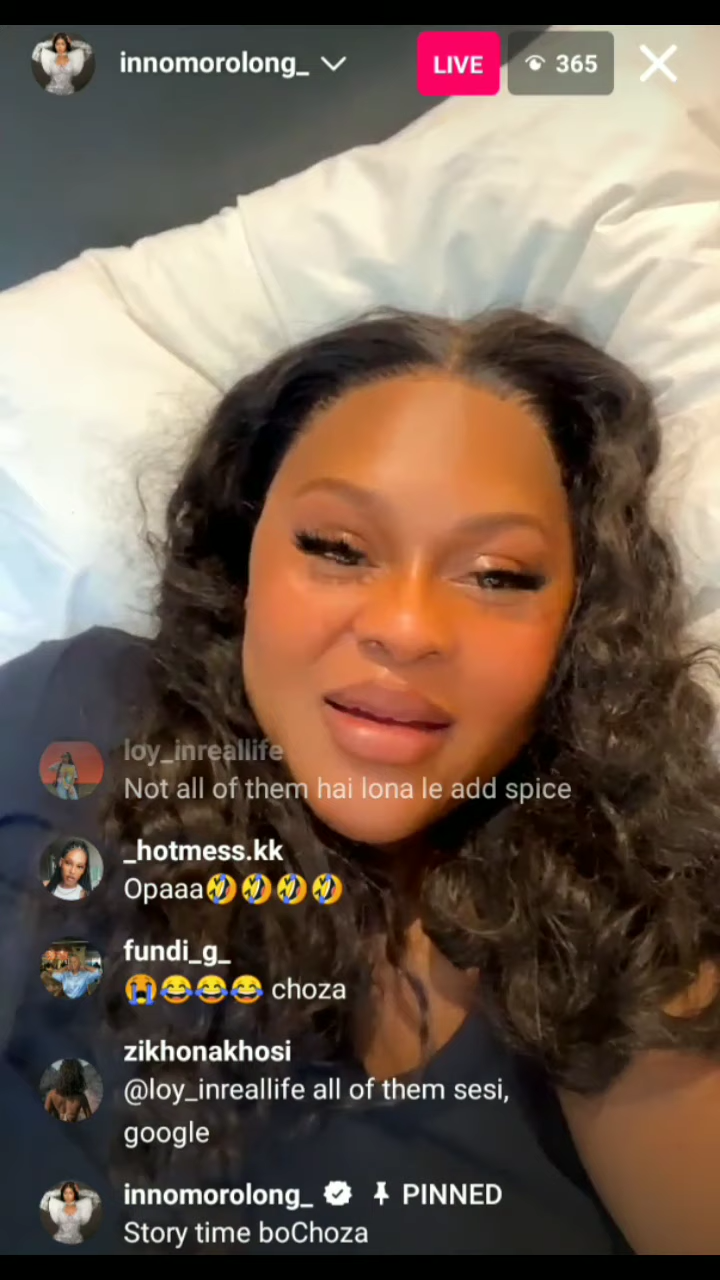 innomorolong_
LIVE
365
loy_inreallife
Not all of them hai lona le add spice
_hotmess.kk
Opaaa🤣🤣🤣🤣
fundi_g_
😭😂😂😂 choza
zikhonakhosi
@loy_inreallife all of them sesi,
google
innomorolong_ PINNED
Story time boChoza